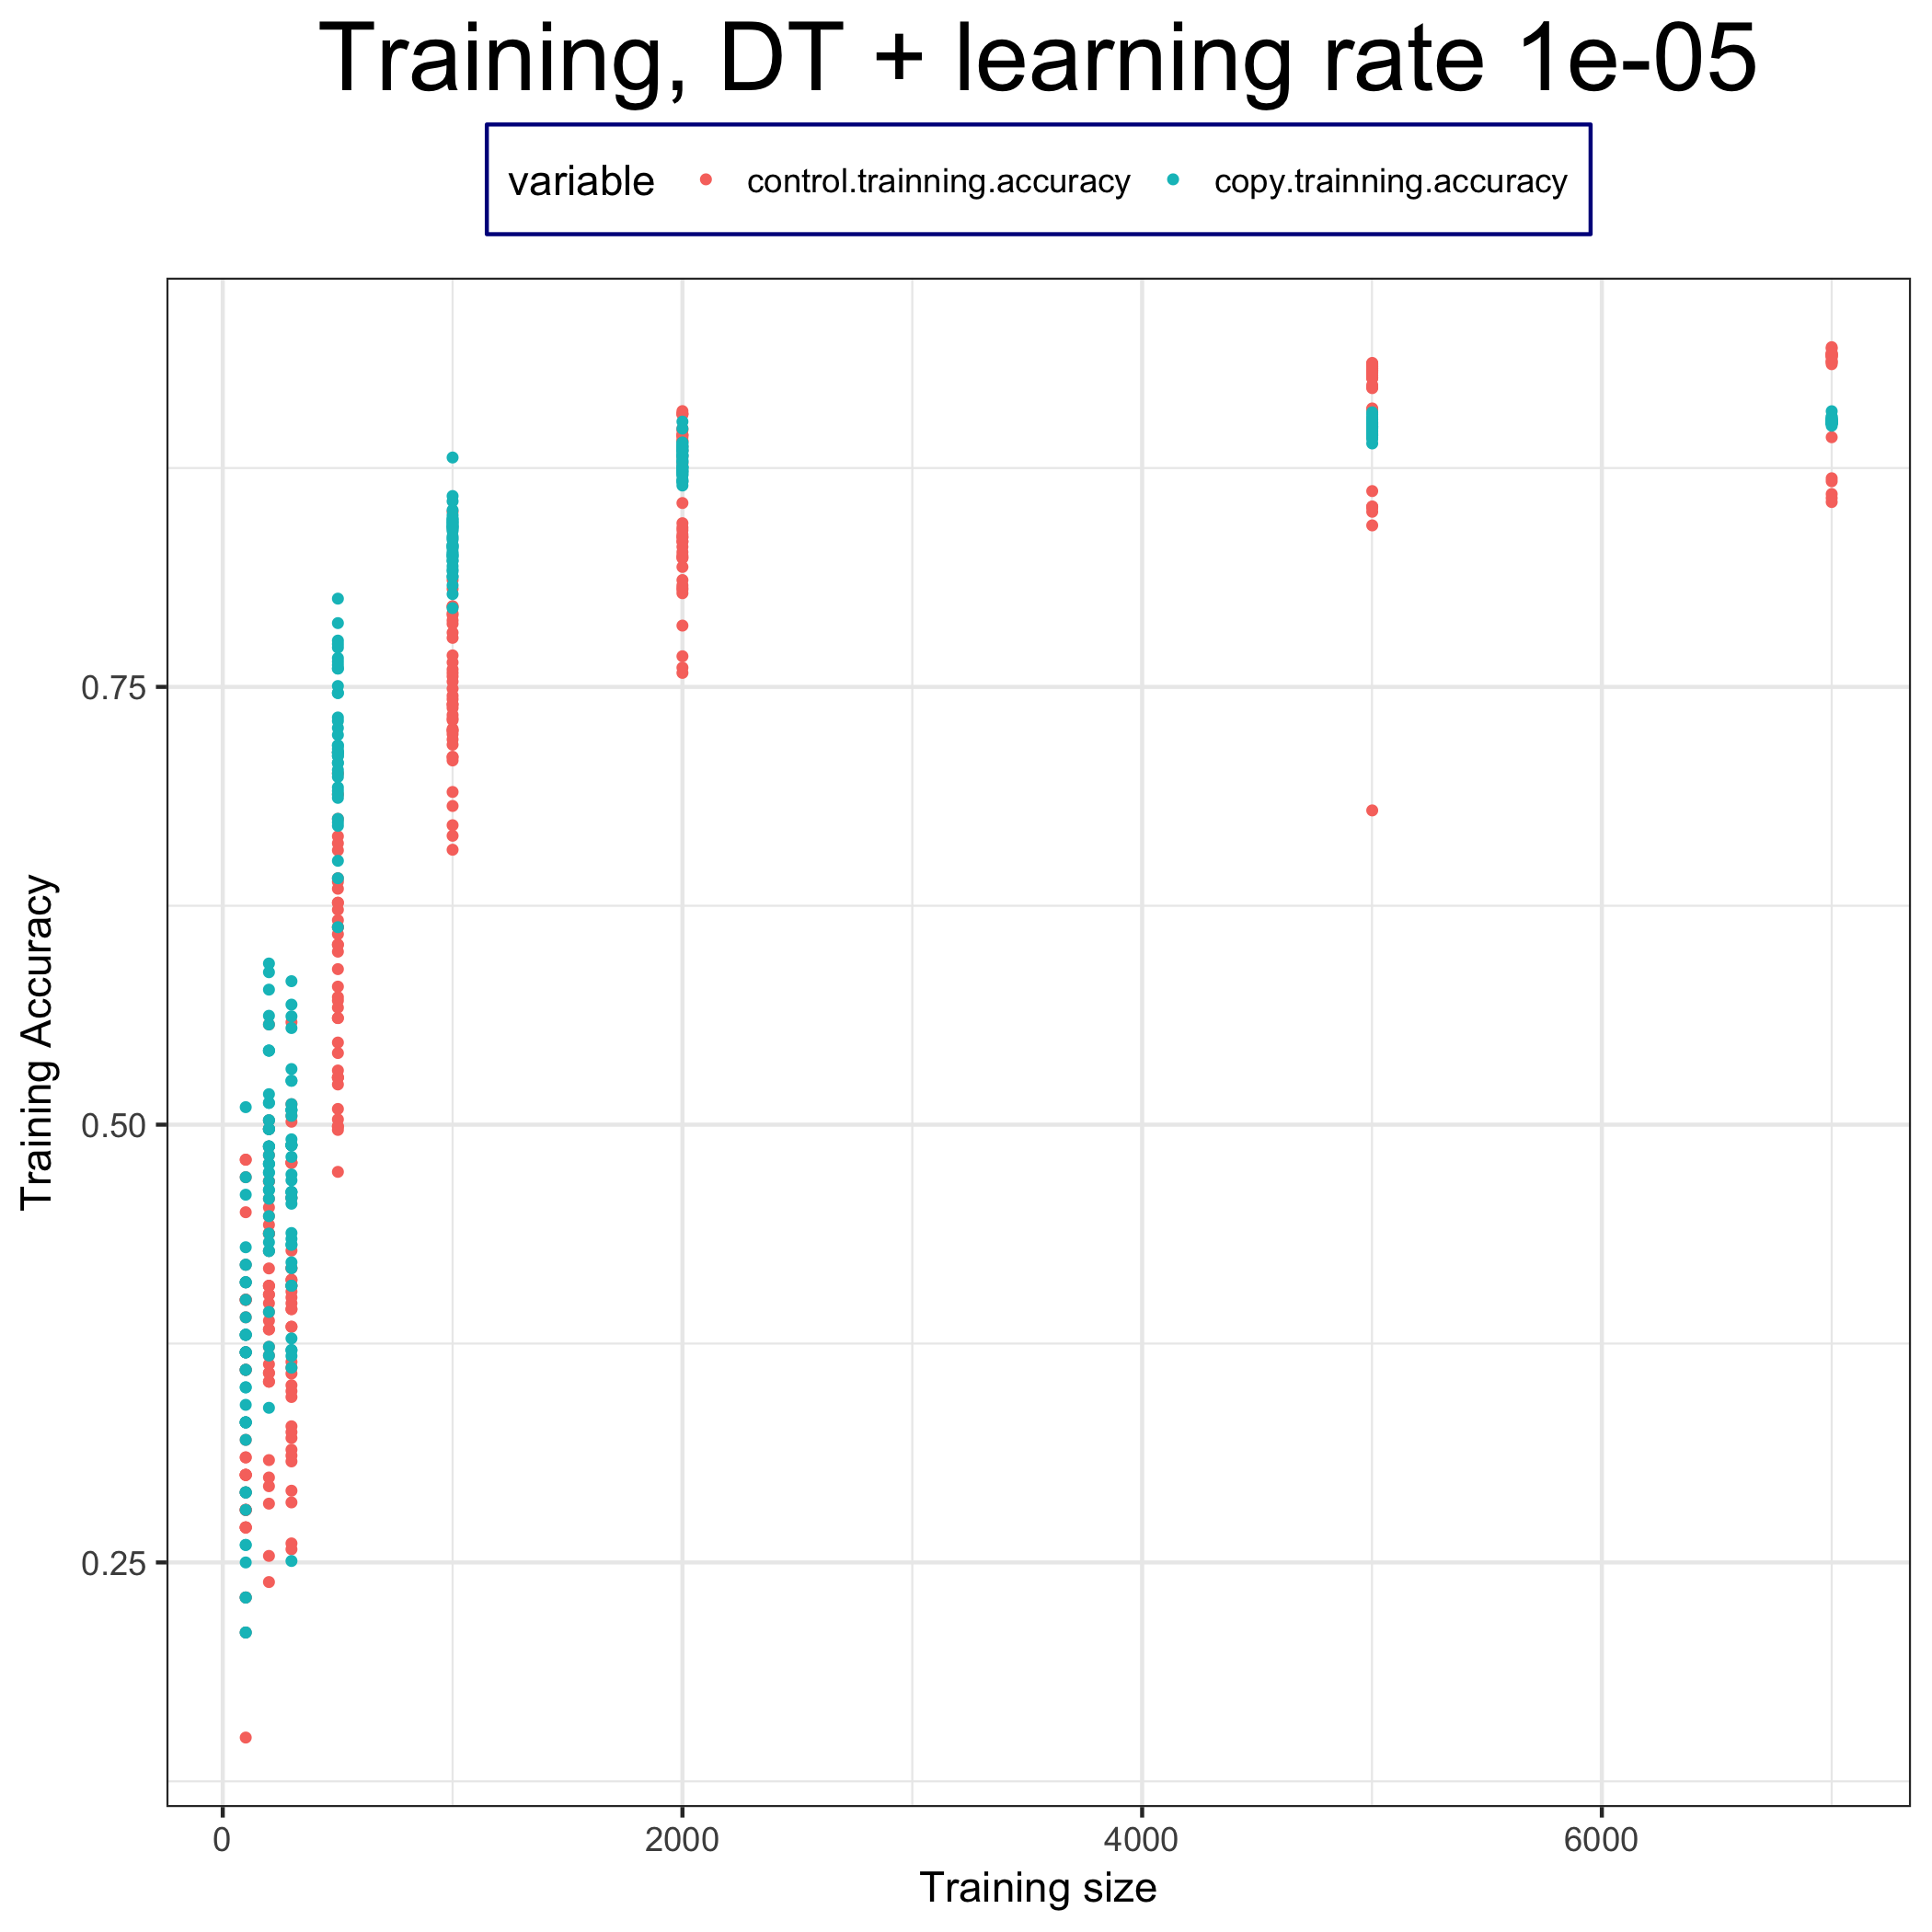 Training, DT + learning rate 1e-05
variable control.trainning.accuracy copy.training.accuracy
Training Accuracy
0.75
0.50
0.25
0 2000 4000 6000
Training size